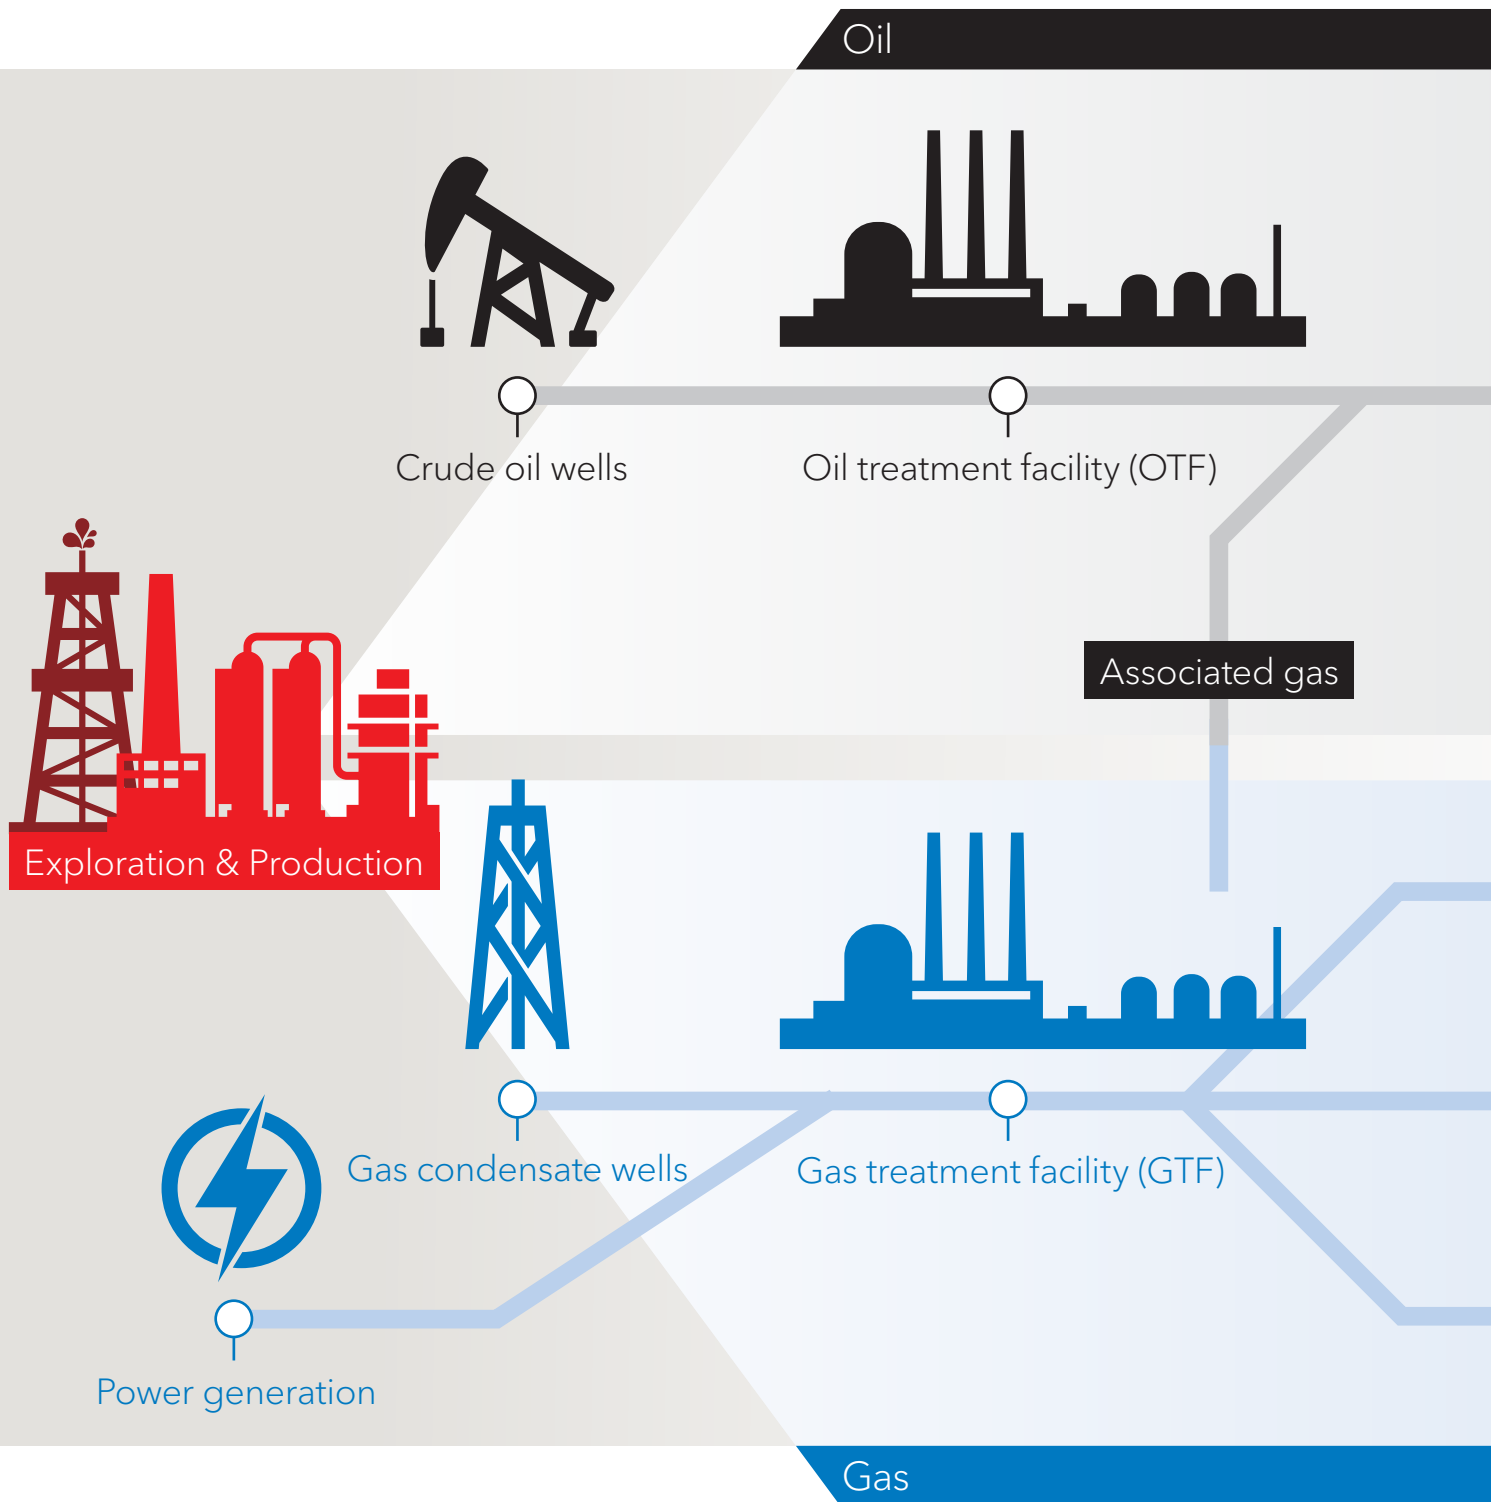 Oil
Crude oil wells
Oil treatment facility (OTF)
Associated gas
Exploration & Production
Gas condensate wells
Gas treatment facility (GTF)
Power generation
Gas